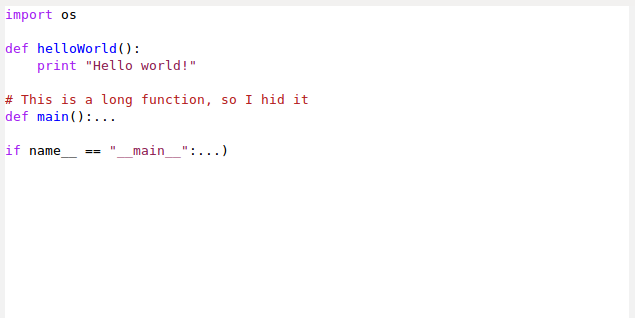 import os
def helloWorld():
    print "Hello world!"
# This is a long function, so I hid it
def main():...
if name__ == "__main__":...)